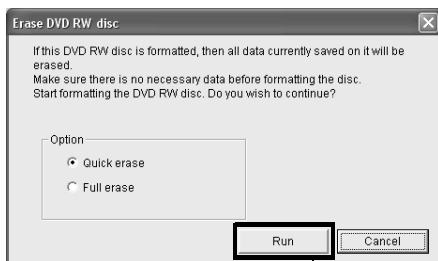 Erase DVD RW disc
If this DVD RW disc is formatted, then all data currently saved on it will be
erased.
Make sure there is no necessary data before formatting the disc.
Start formatting the DVD RW disc. Do you wish to continue?
Option
Quick erase
Full erase
Run
Cancel